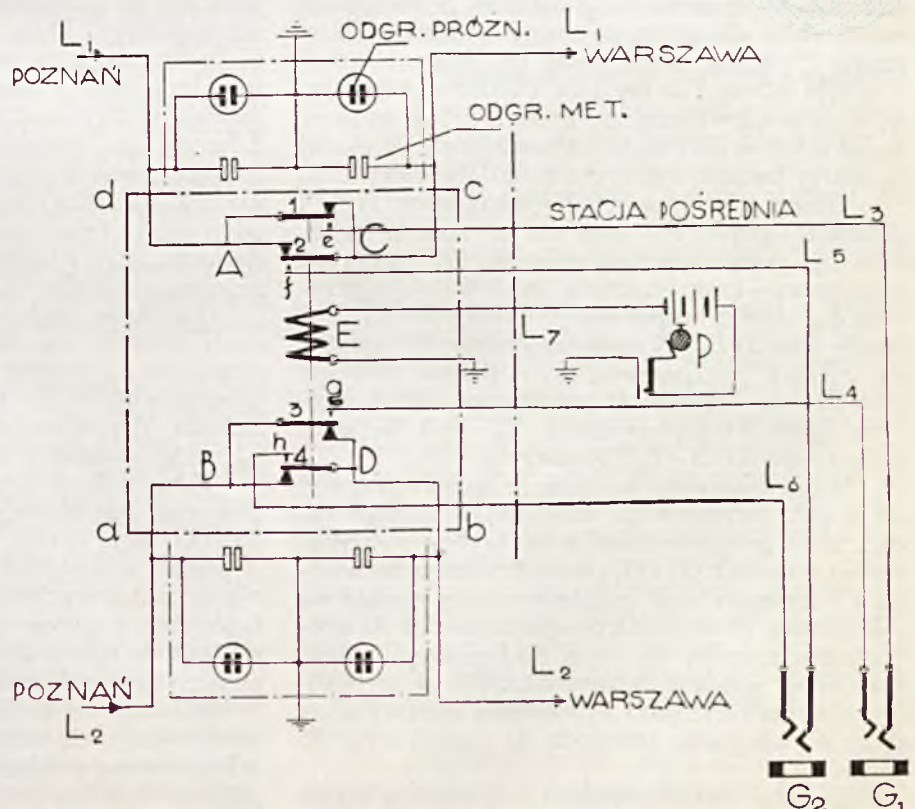 L₁
POZNAŃ
ODGR. PRÓŻN.
L₁
WARSZAWA
ODGR. MET.
d
c
1
e
C
A
2
f
STACJA POŚREDNIA
L₃
L₅
E
L₇
P
g
L₄
3
h
4
B
D
L₆
a
b
POZNAŃ
L₂
L₂
WARSZAWA
G₂
G₁